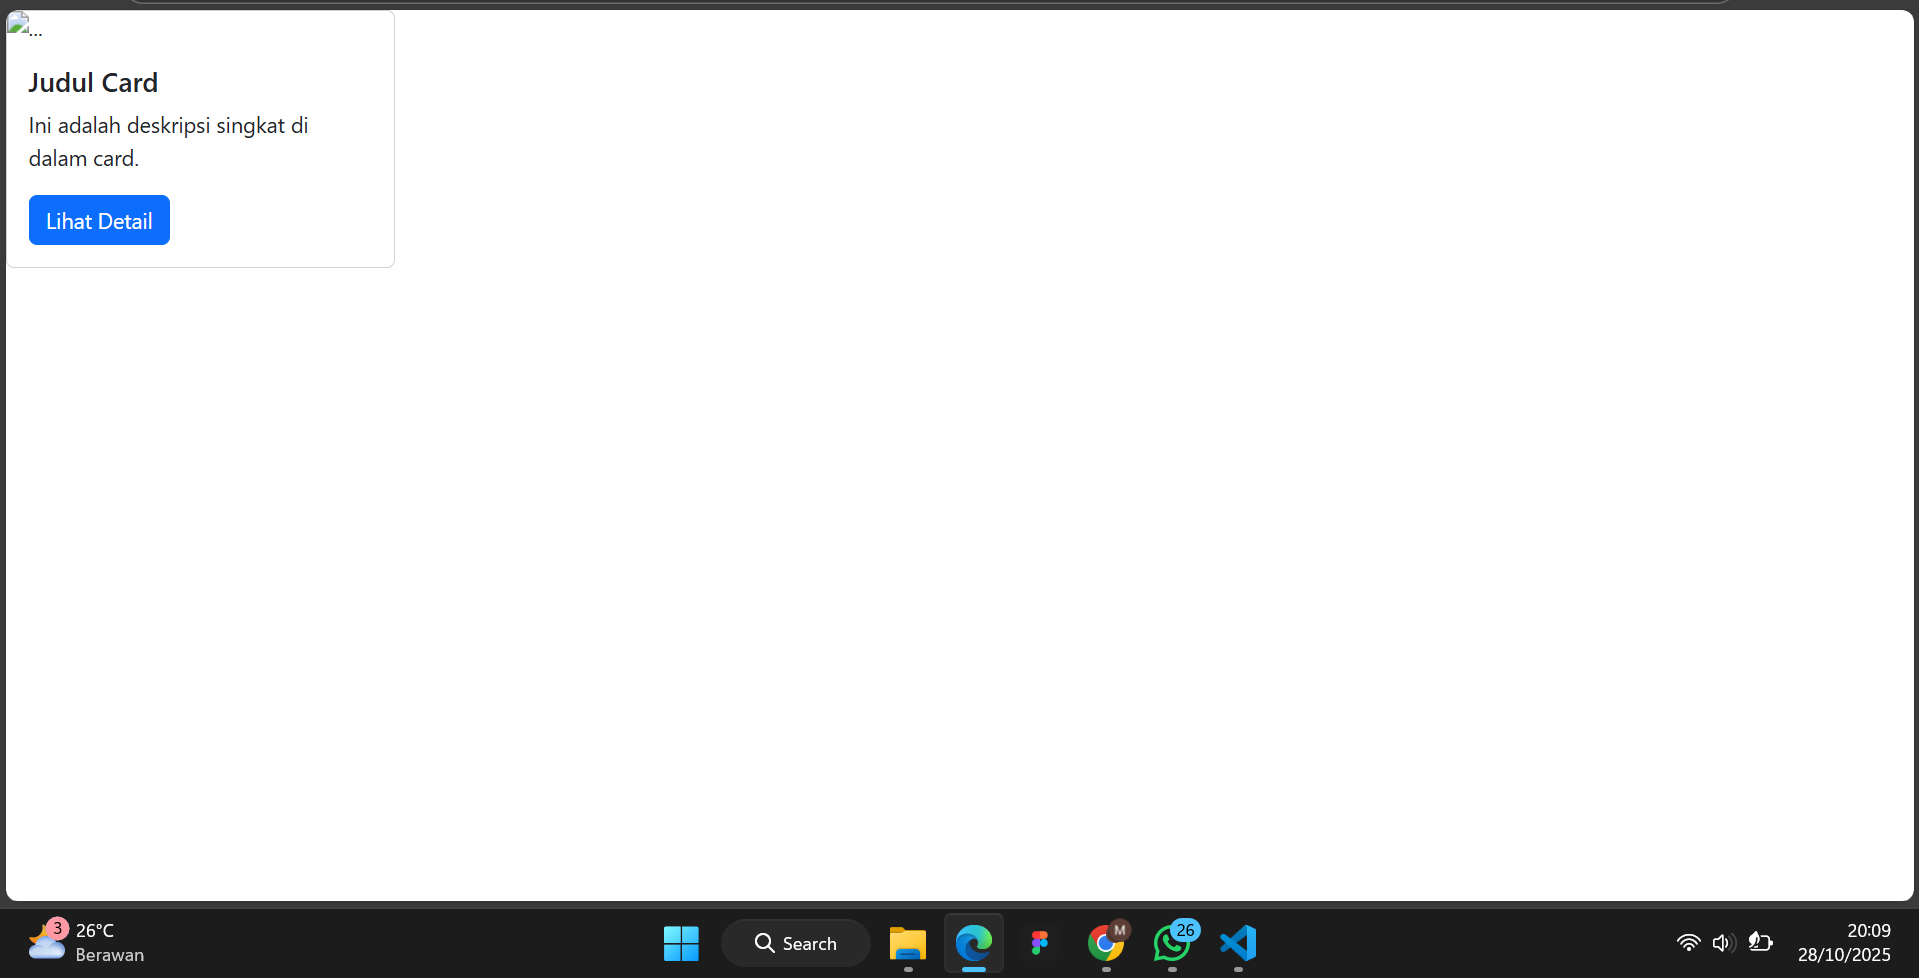 ...
Judul Card
Ini adalah deskripsi singkat di
dalam card.
Lihat Detail
3
26°C
Berawan
Search
M
26
20:09
28/10/2025